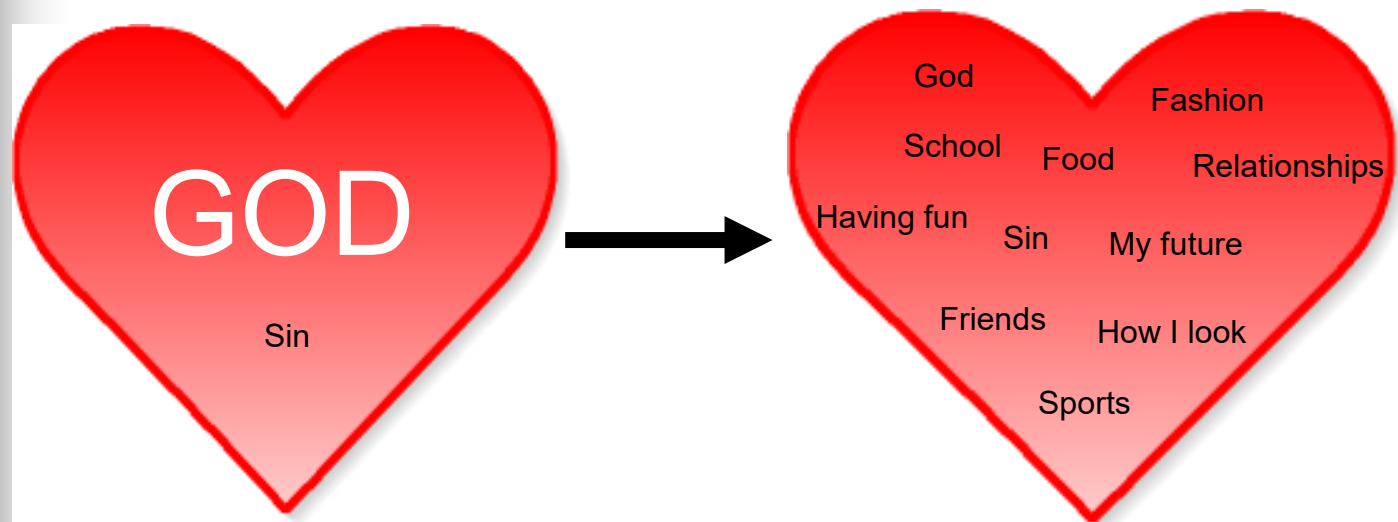 GOD
Sin
God
Fashion
School
Food
Relationships
Having fun
Sin
My future
Friends
How I look
Sports